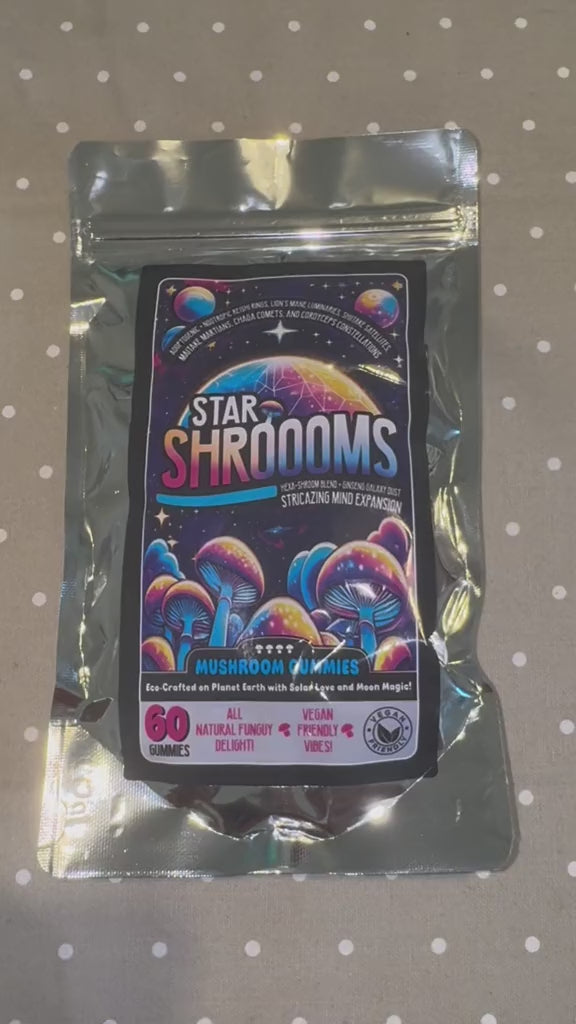 ADAPTOGENIC + NOOTROPIC REISHI RINGS, LION'S MANE LUMINARIES, SHIITAKE SATELLITES,
MAITAKE MARTIANS, CHAGA COMETS, AND CORDYCEPS CONSTELLATIONS
STAR
SHROOOMS
HEXA-SHROOM BLEND + GINSENG GALAXY DUST
STRICAZING MIND EXPANSION
MUSHROOM GUMMIES
Eco-Crafted on Planet Earth with Solar Love and Moon Magic!
60
GUMMIES
ALL
NATURAL FUNGUY
DELIGHT!
VEGAN
FRIENDLY
VIBES!
VEGAN
FRIENDLY